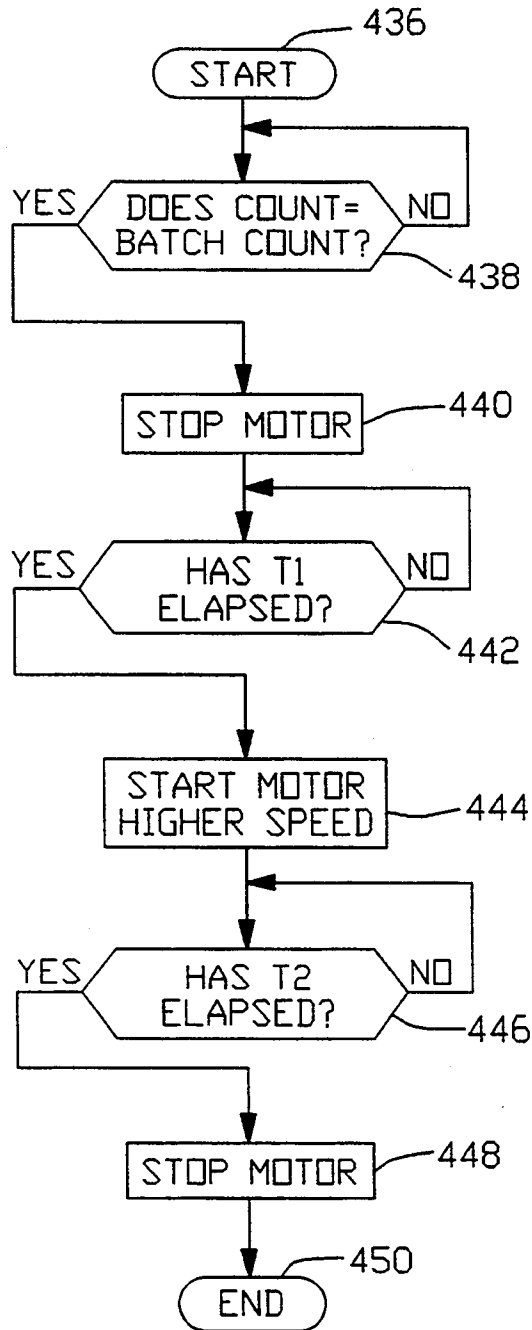 436
START
YES
DOES COUNT=
BATCH COUNT?
NO
438
STOP MOTOR
440
YES
HAS T1
ELAPSED?
NO
442
START MOTOR
HIGHER SPEED
444
YES
HAS T2
ELAPSED?
NO
446
STOP MOTOR
448
450
END